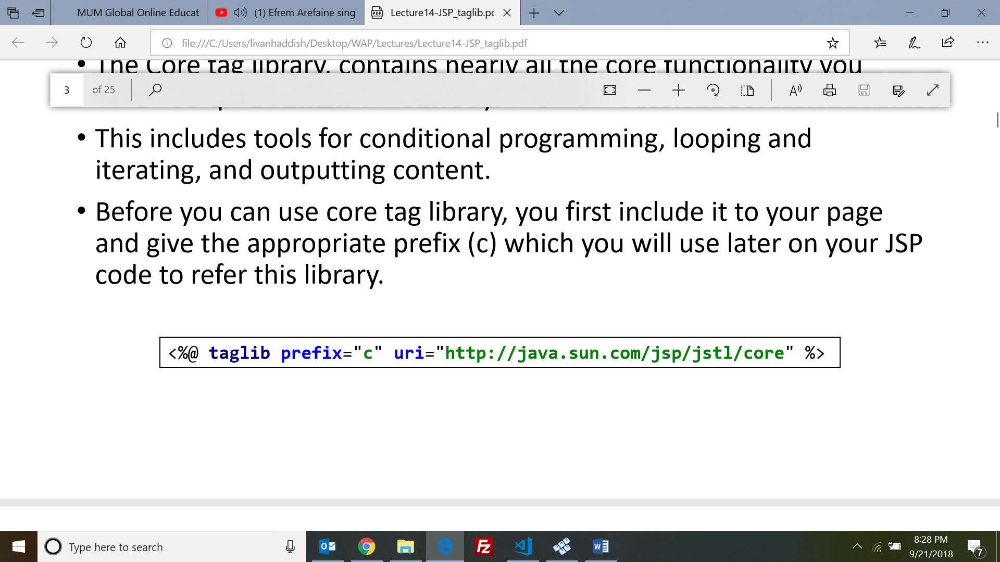 MUM Global Online Educat
(1) Efrem Arefaine sing
Lecture14-JSP_taglib.pc
file:///C:/Users/livanhaddish/Desktop/WAP/Lectures/Lecture14-JSP_taglib.pdf
• The Core tag library, contains nearly all the core functionality you
3 of 25
• This includes tools for conditional programming, looping and
iterating, and outputting content.
• Before you can use core tag library, you first include it to your page
and give the appropriate prefix (c) which you will use later on your JSP
code to refer this library.
<%@ taglib prefix="c" uri="http://java.sun.com/jsp/jstl/core" %>
Type here to search
8:28 PM
9/21/2018
7